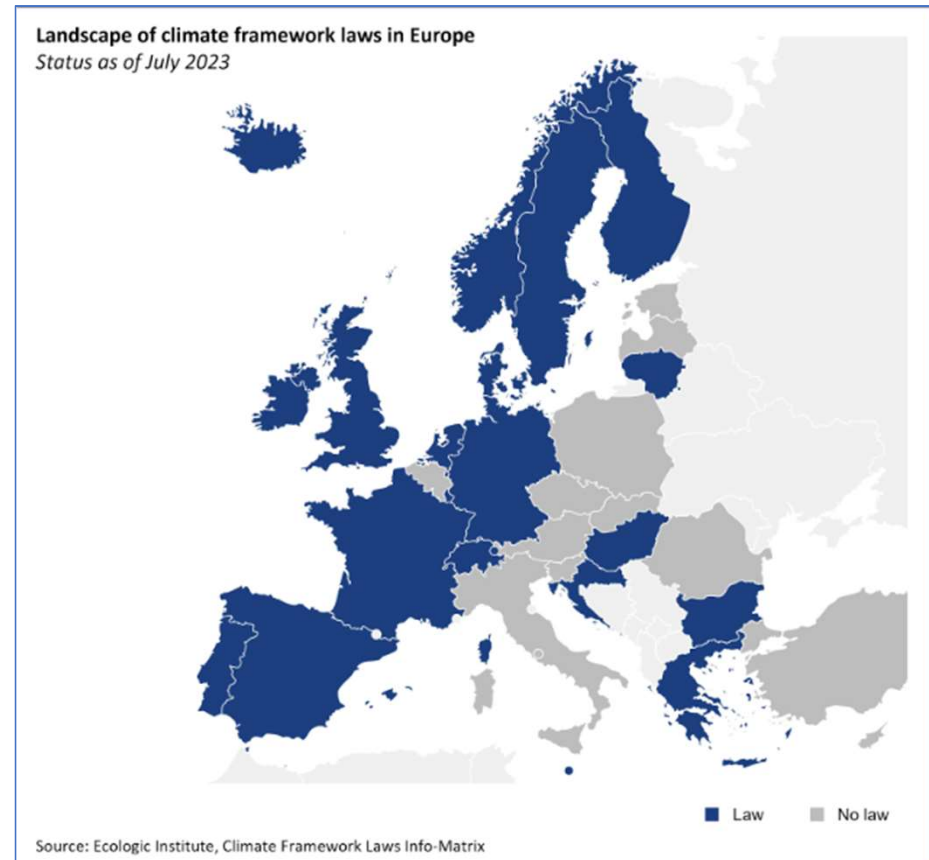 Landscape of climate framework laws in Europe
Status as of July 2023
Law
No law
Source: Ecologic Institute, Climate Framework Laws Info-Matrix